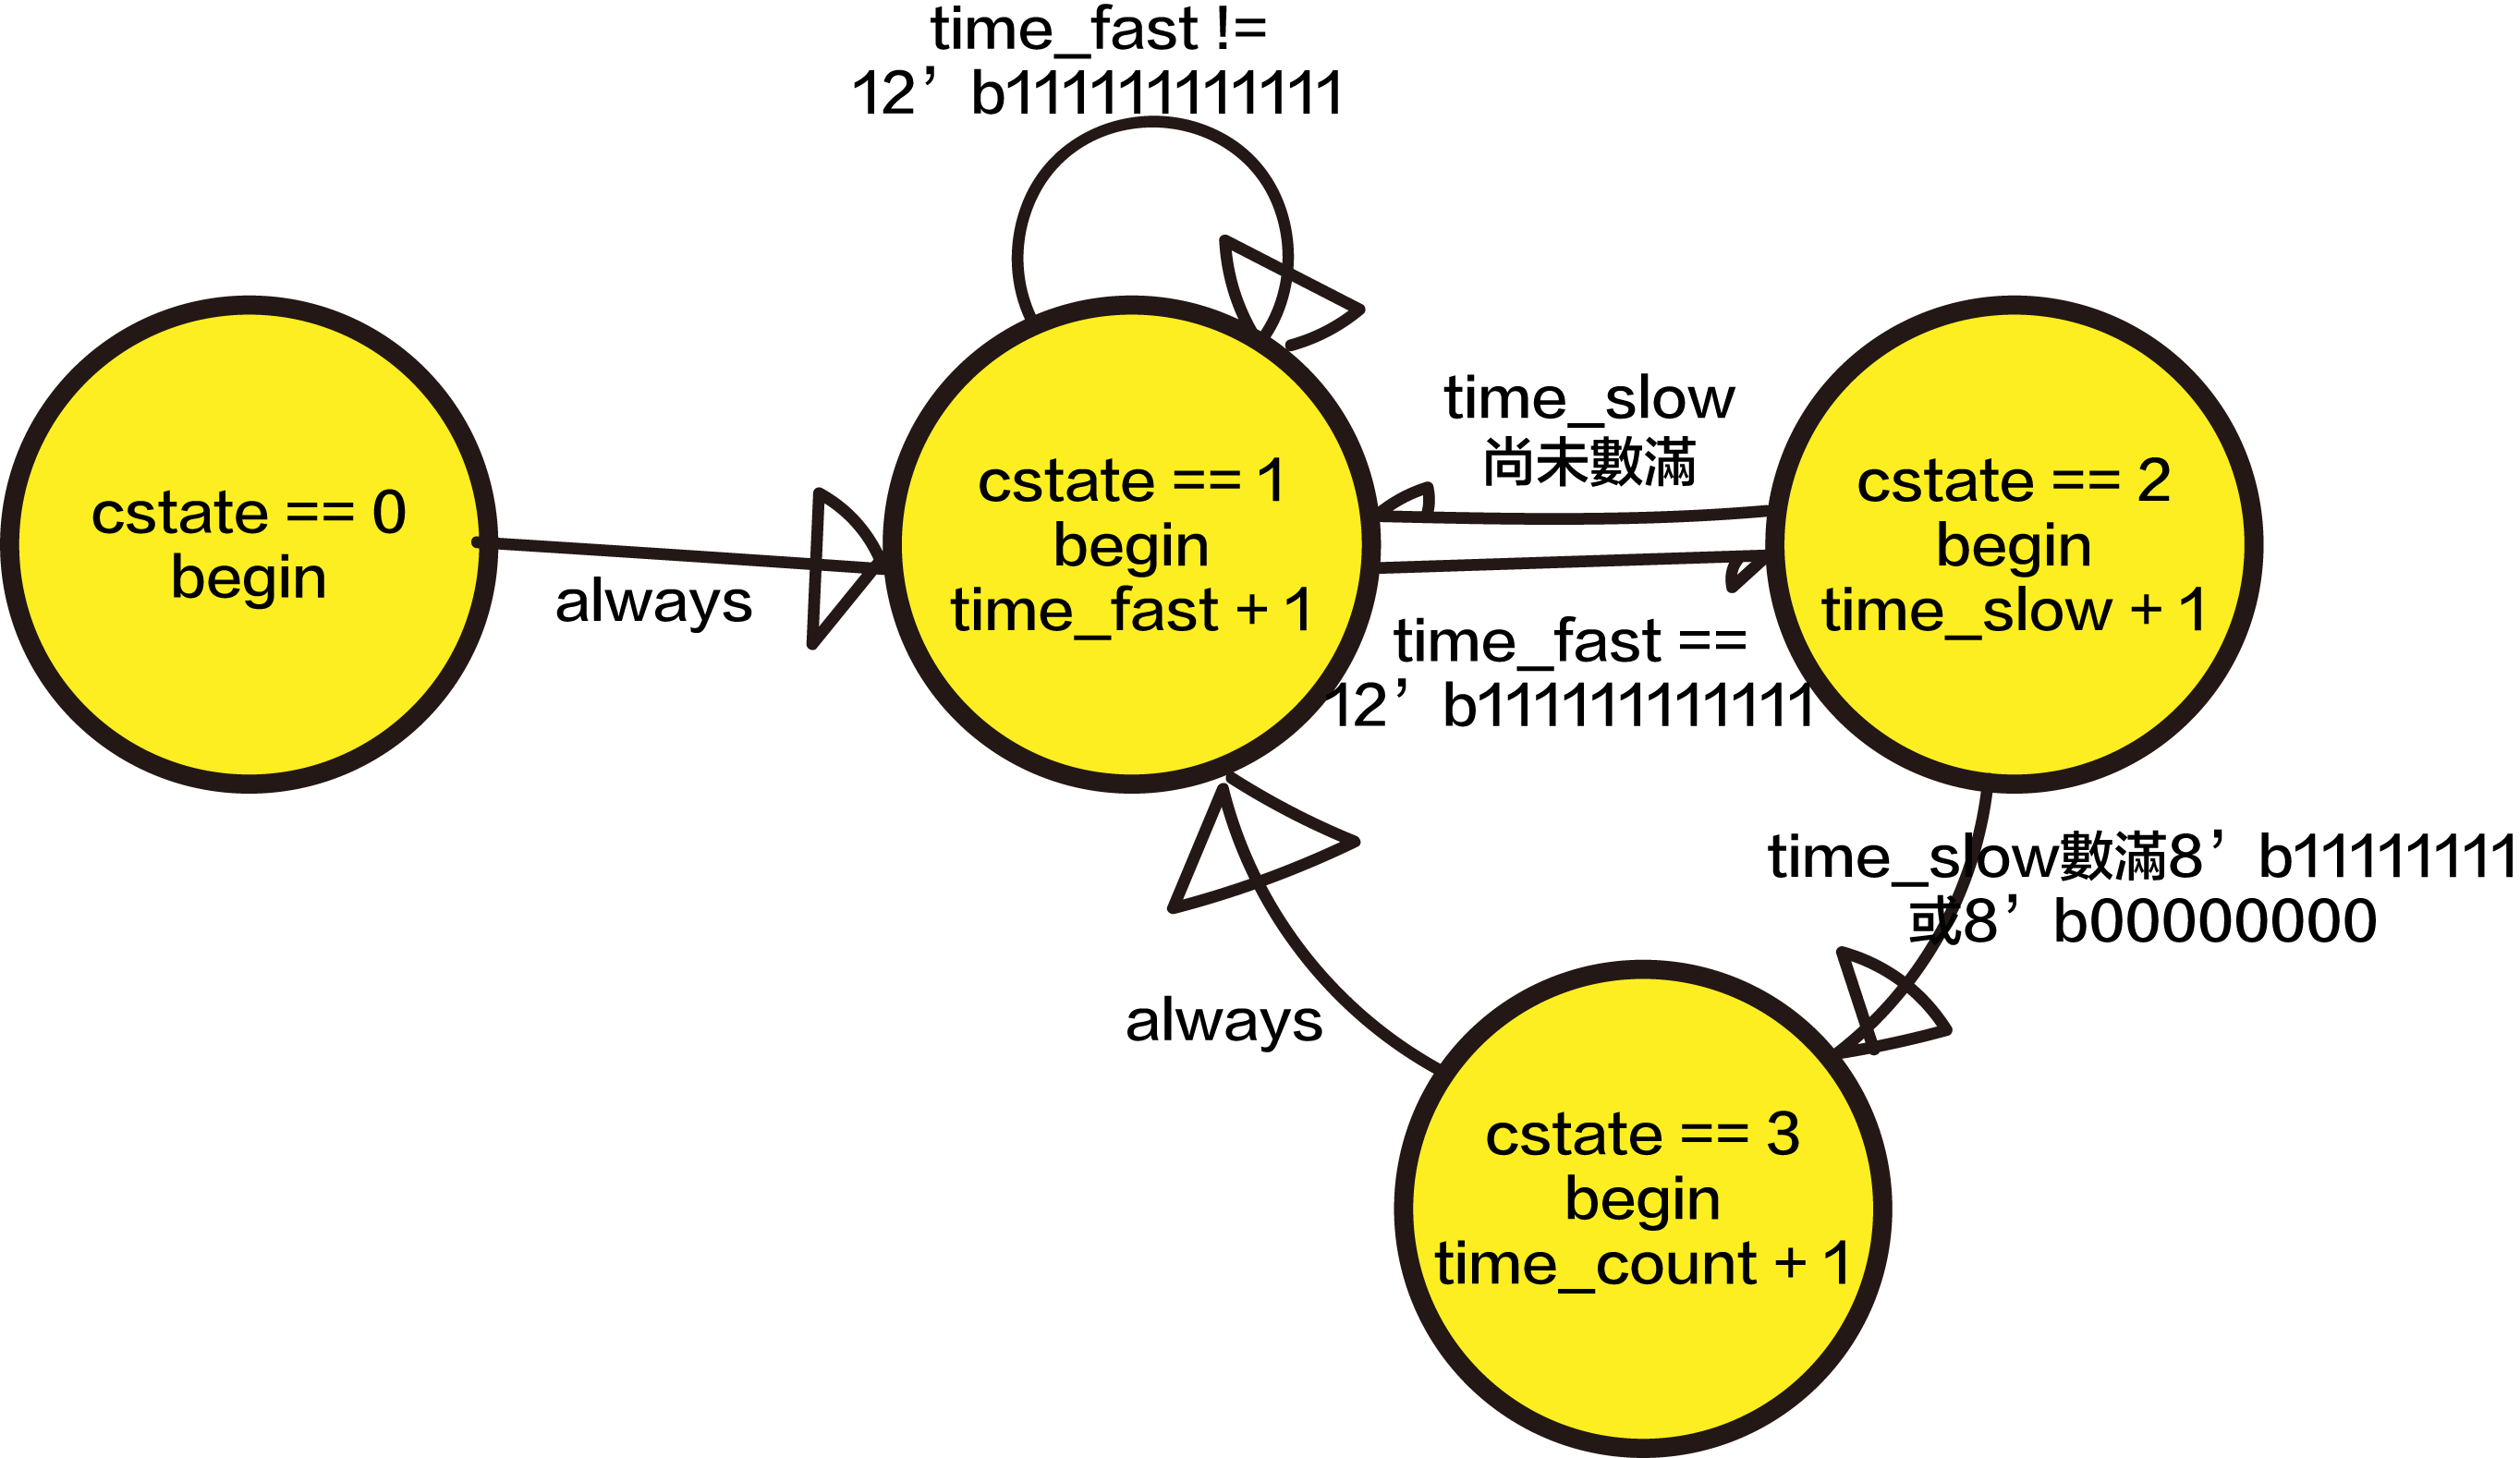 time_fast !=
12’b111111111111
cstate == 0
begin
always
cstate == 1
begin
time_fast + 1
time_slow
尚未數滿
time_fast ==
12’b111111111111
cstate == 2
begin
time_slow + 1
time_slow數滿8’b11111111
或8’b00000000
always
cstate == 3
begin
time_count + 1